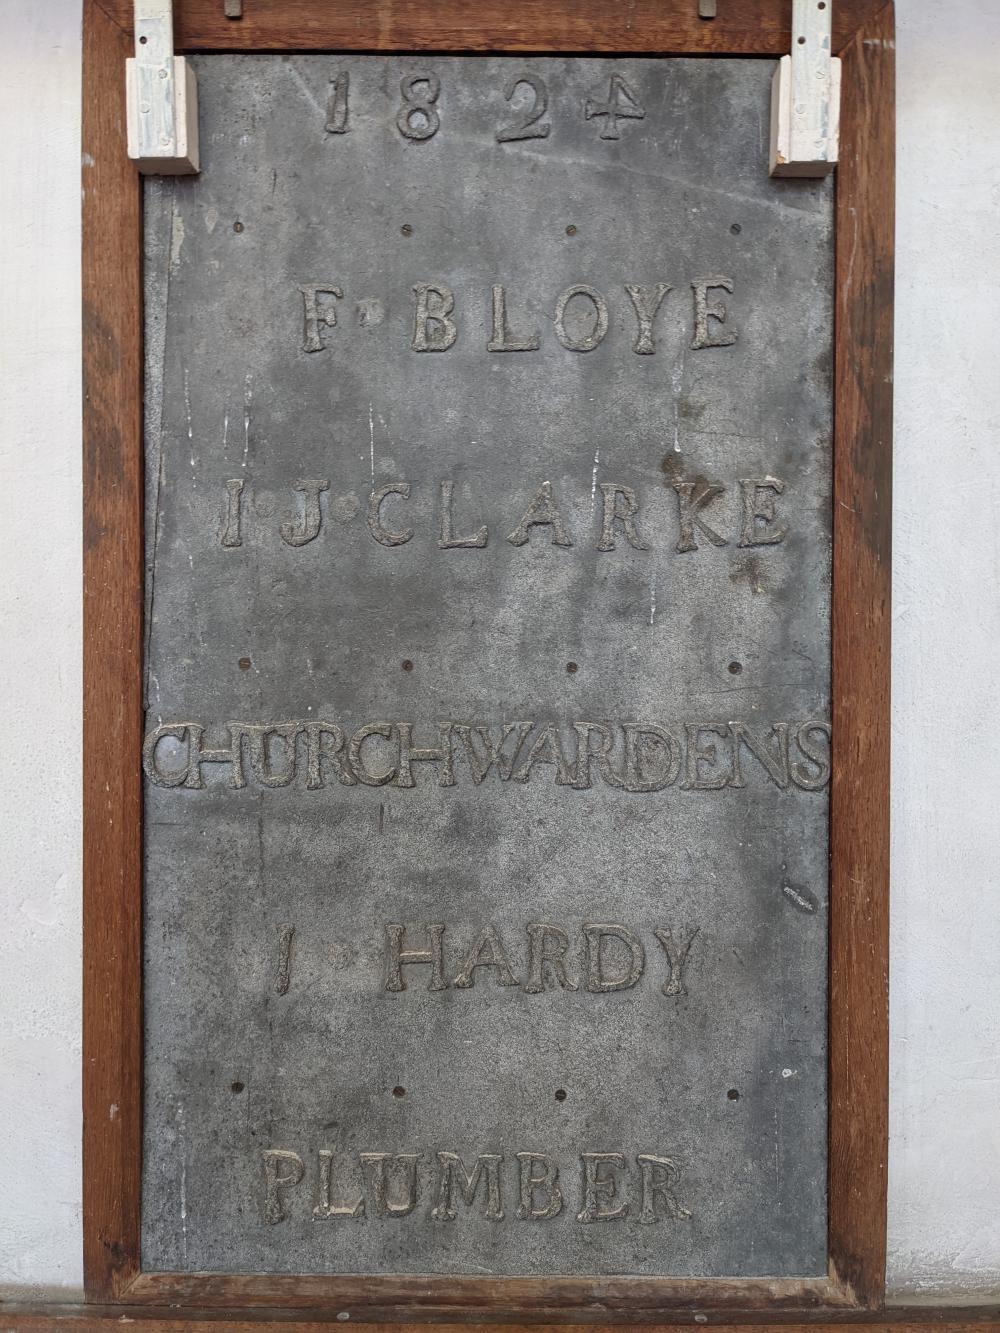 1824
F·BLOYE
I·J·CLARKE
CHURCHWARDENS
I·HARDY
PLUMBER